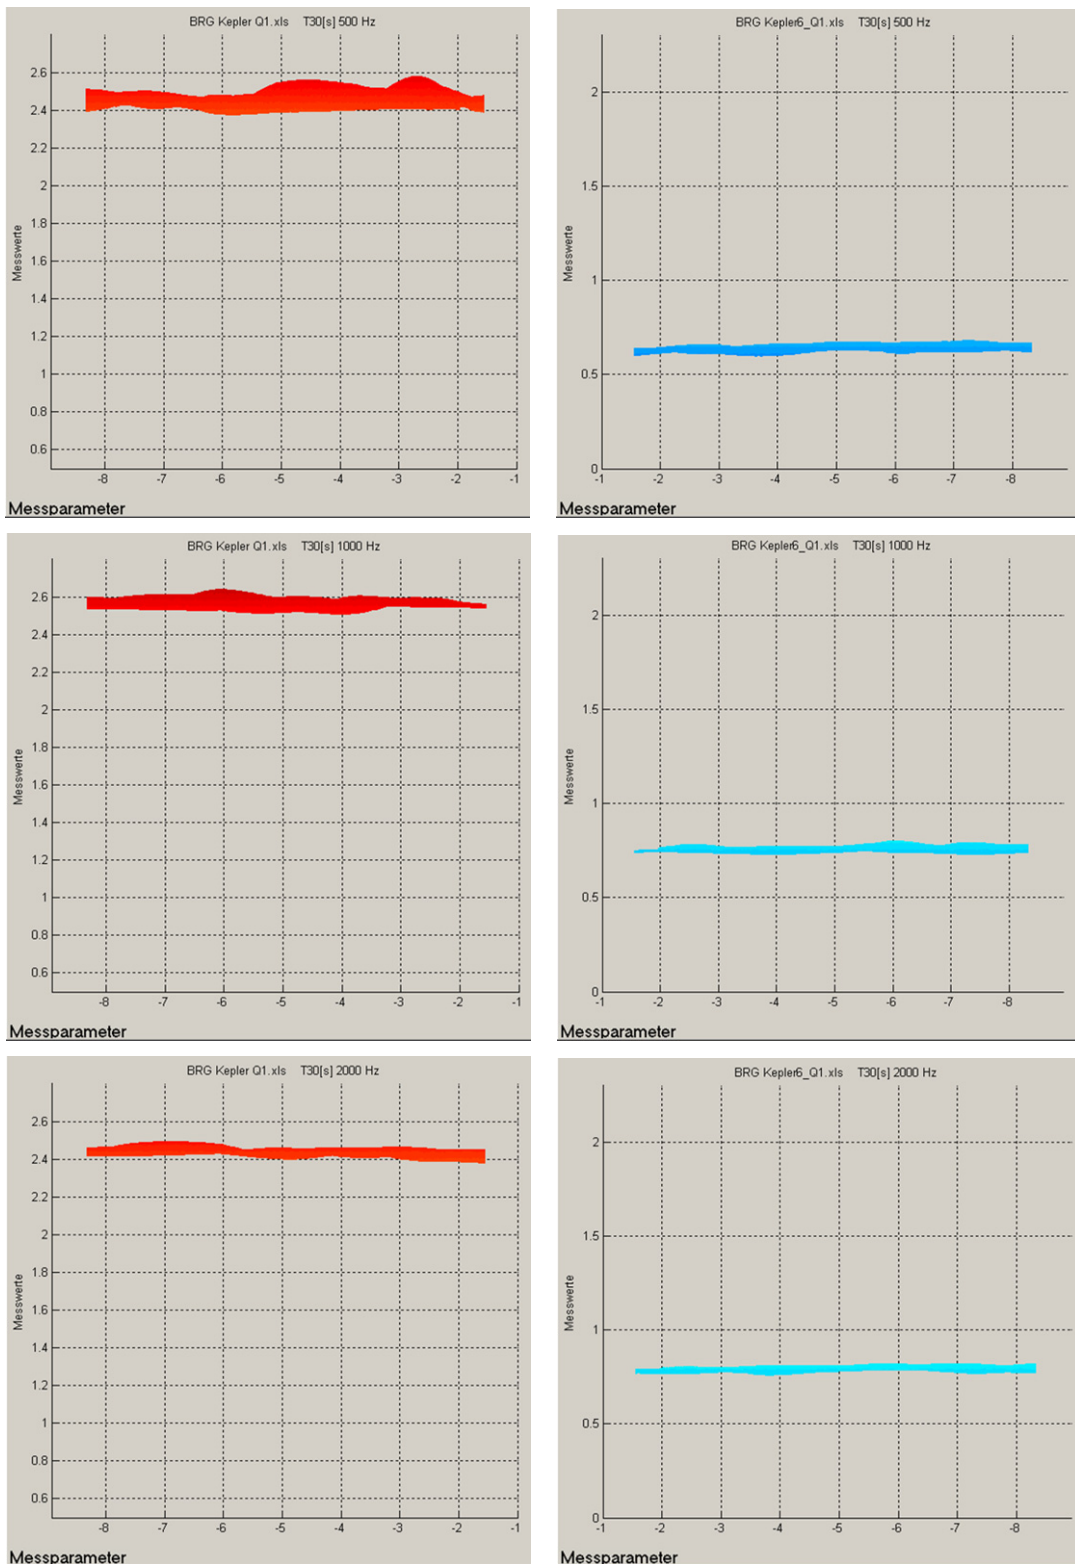 BRG Kepler Q1.xls T30[s] 500 Hz
2.6
2.4
2.2
2
1.8
1.6
1.4
1.2
1
0.8
0.6
Messwerte
-8 -7 -6 -5 -4 -3 -2 -1
Messparameter
BRG Kepler6_Q1.xls T30[s] 500 Hz
2
1.5
1
0.5
0
Messwerte
-1 -2 -3 -4 -5 -6 -7 -8
Messparameter
BRG Kepler Q1.xls T30[s] 1000 Hz
2.6
2.4
2.2
2
1.8
1.6
1.4
1.2
1
0.8
0.6
Messwerte
-8 -7 -6 -5 -4 -3 -2 -1
Messparameter
BRG Kepler6_Q1.xls T30[s] 1000 Hz
2
1.5
1
0.5
0
Messwerte
-1 -2 -3 -4 -5 -6 -7 -8
Messparameter
BRG Kepler Q1.xls T30[s] 2000 Hz
2.6
2.4
2.2
2
1.8
1.6
1.4
1.2
1
0.8
0.6
Messwerte
-8 -7 -6 -5 -4 -3 -2 -1
Messparameter
BRG Kepler6_Q1.xls T30[s] 2000 Hz
2
1.5
1
0.5
0
Messwerte
-1 -2 -3 -4 -5 -6 -7 -8
Messparameter